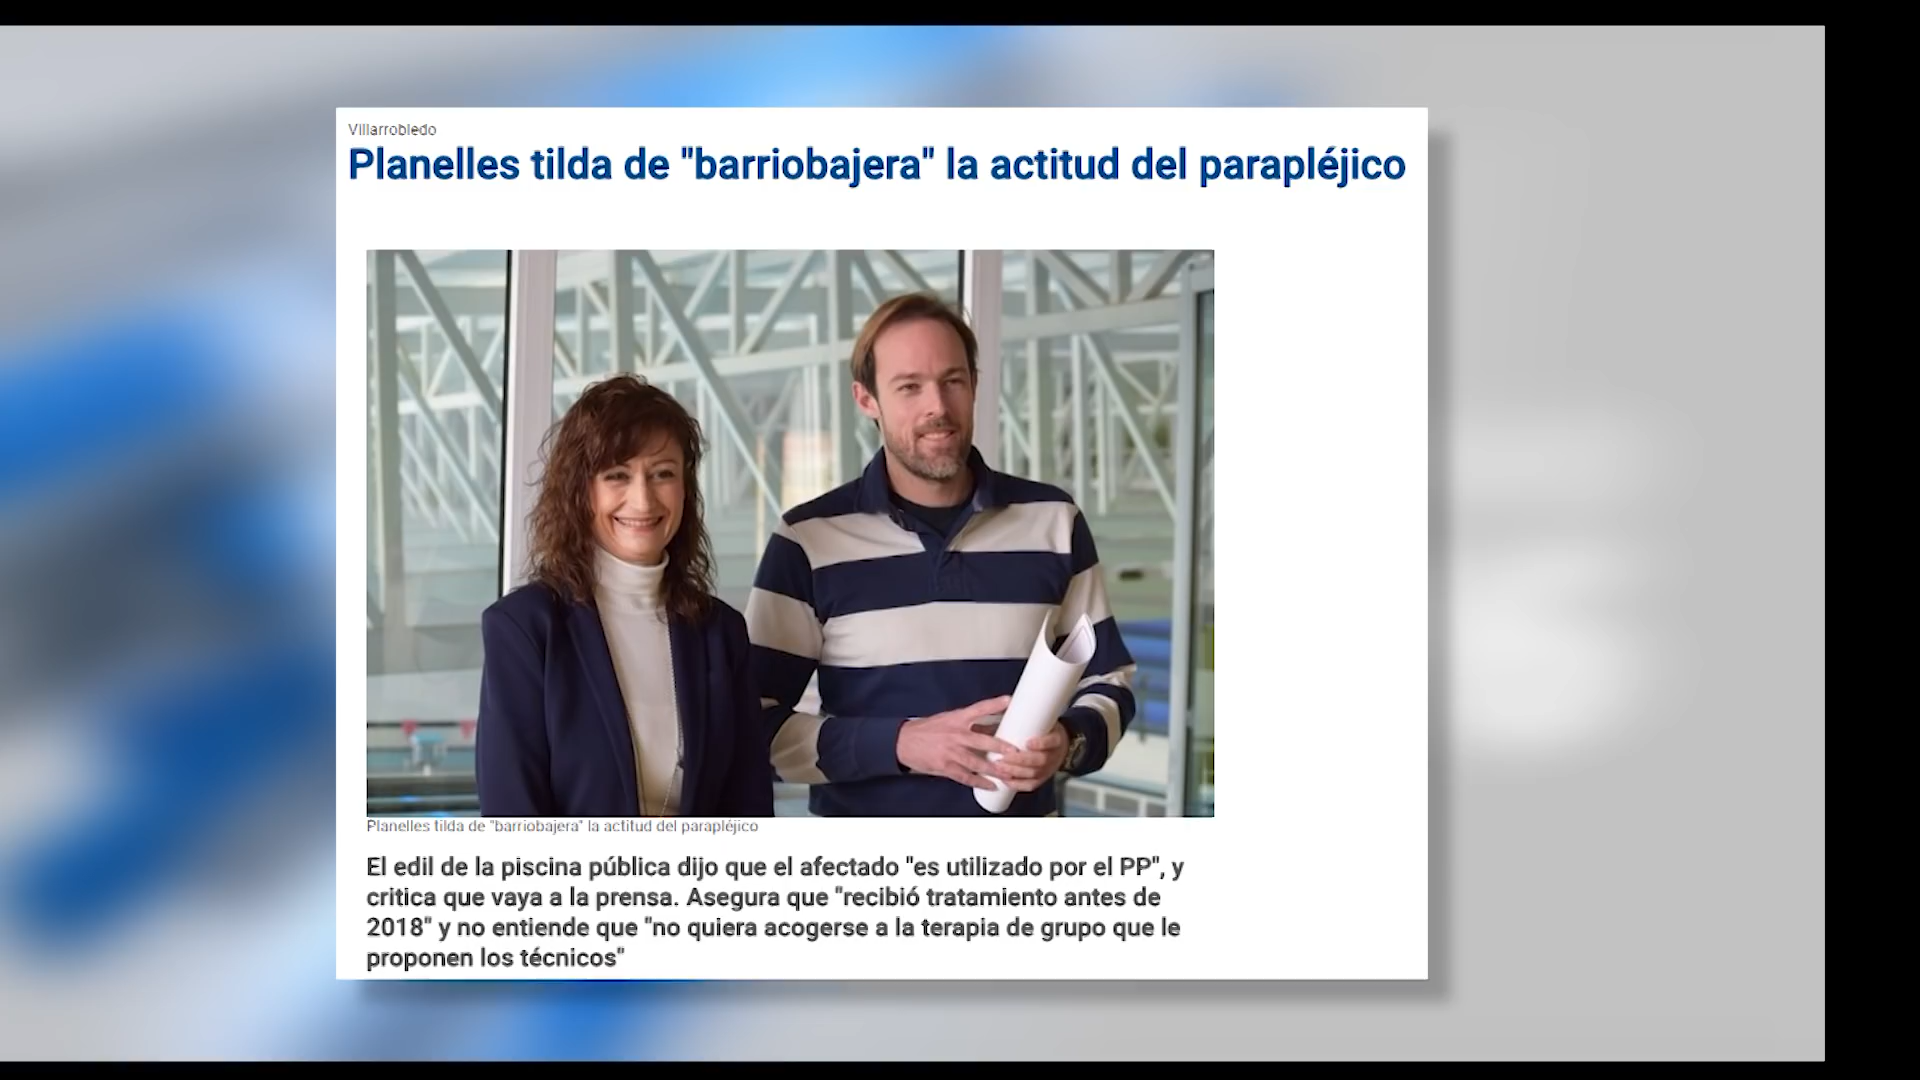 Villarrobledo
Planelles tilda de "barriobajera" la actitud del parapléjico
Planelles tilda de "barriobajera" la actitud del parapléjico
El edil de la piscina pública dijo que el afectado "es utilizado por el PP", y
critica que vaya a la prensa. Asegura que "recibió tratamiento antes de
2018" y no entiende que "no quiera acogerse a la terapia de grupo que le
proponen los técnicos"